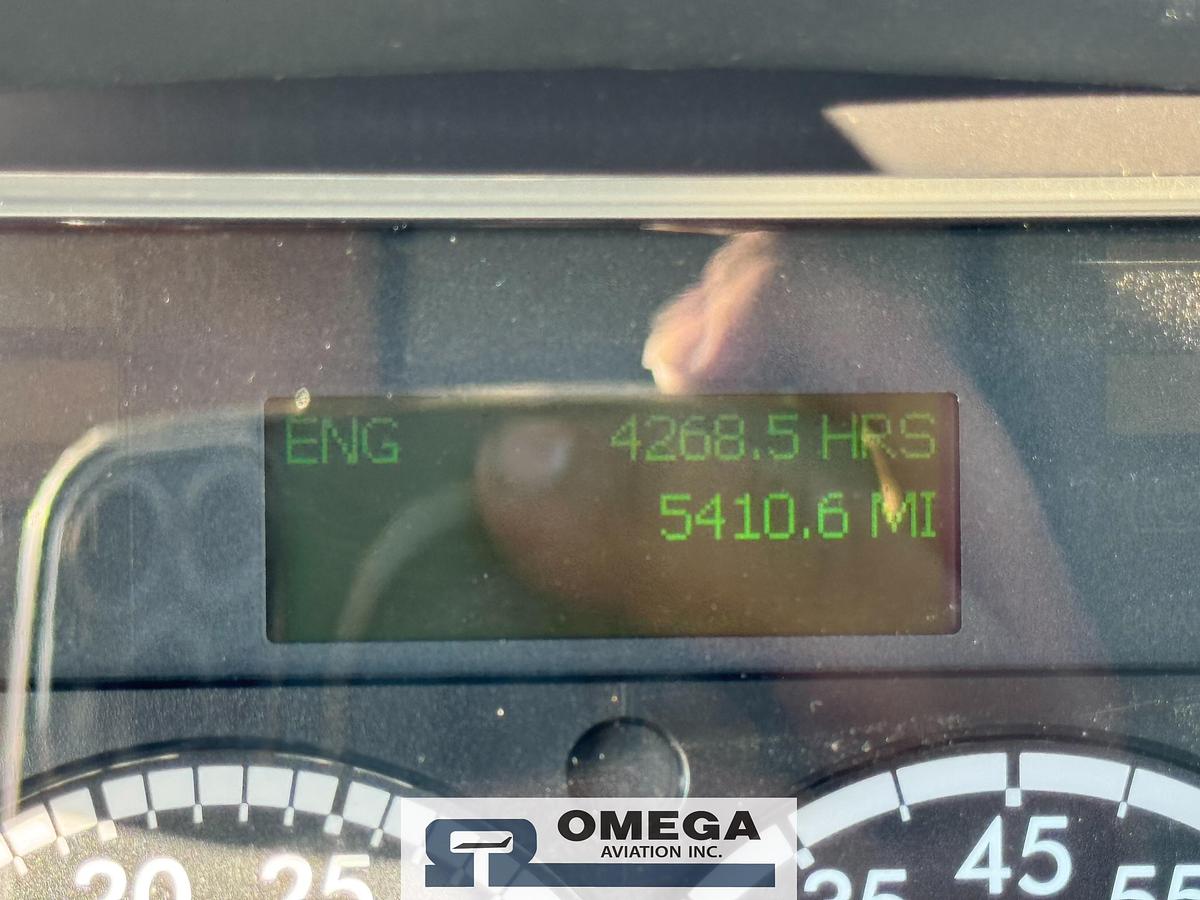 ENG 4268.5 HRS
5410.6 MI
20 25
35 45 55
OMEGA
AVIATION INC.